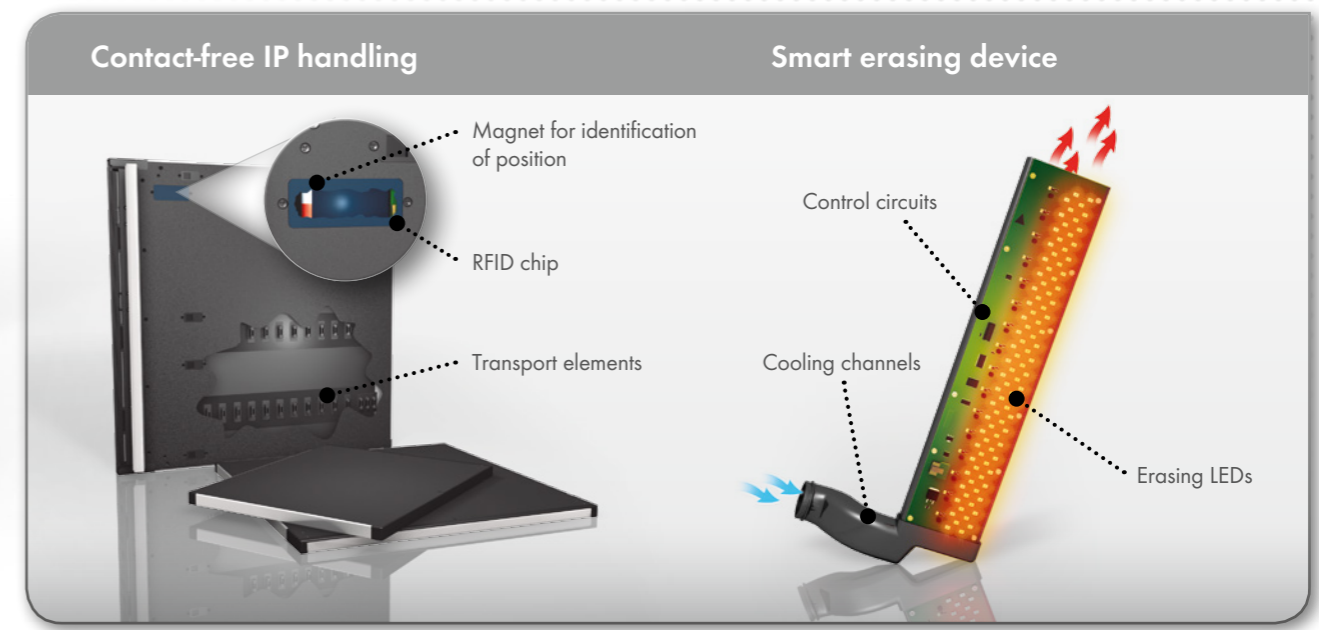 Contact-free IP handling
Smart erasing device
Magnet for identification
of position
RFID chip
Transport elements
Control circuits
Cooling channels
Erasing LEDs